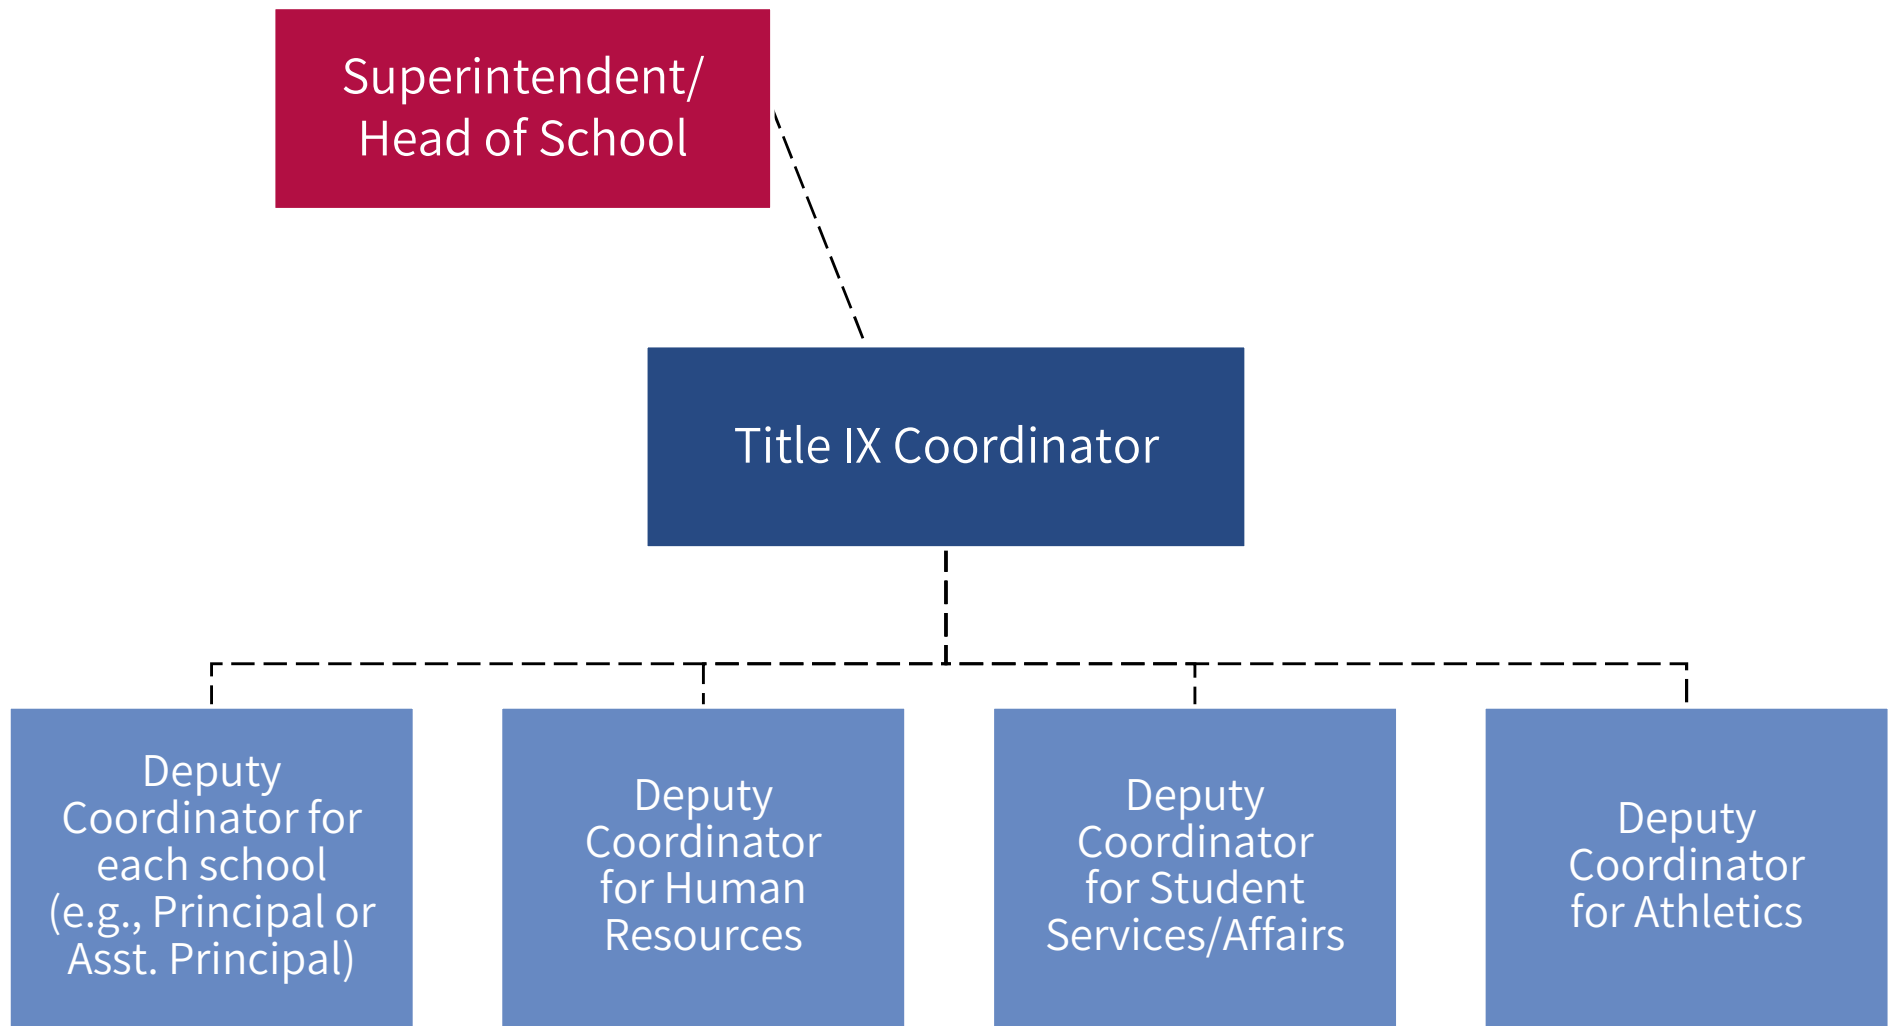 Superintendent/
Head of School
Title IX Coordinator
Deputy
Coordinator for
each school
(e.g., Principal or
Asst. Principal)
Deputy
Coordinator
for Human
Resources
Deputy
Coordinator
for Student
Services/Affairs
Deputy
Coordinator
for Athletics